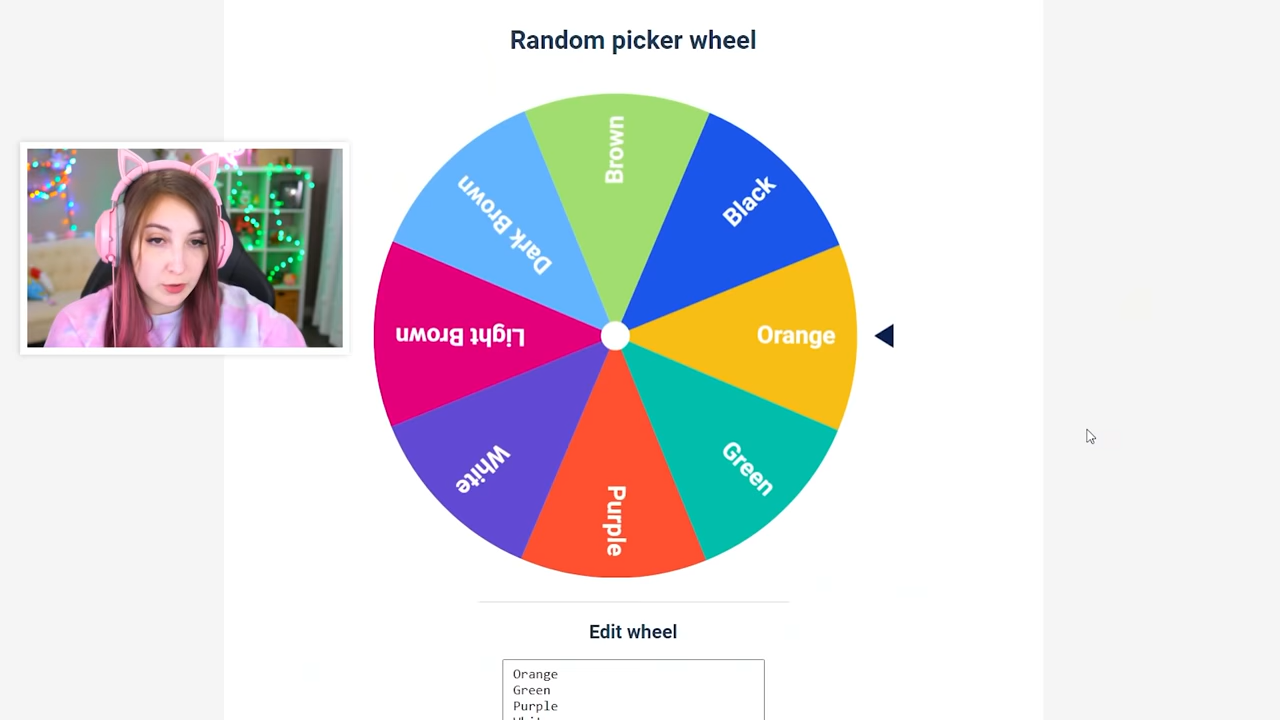 Random picker wheel
Brown
Black
Dark Brown
Orange
Light Brown
Green
White
Purple
Edit wheel
Orange
Green
Purple